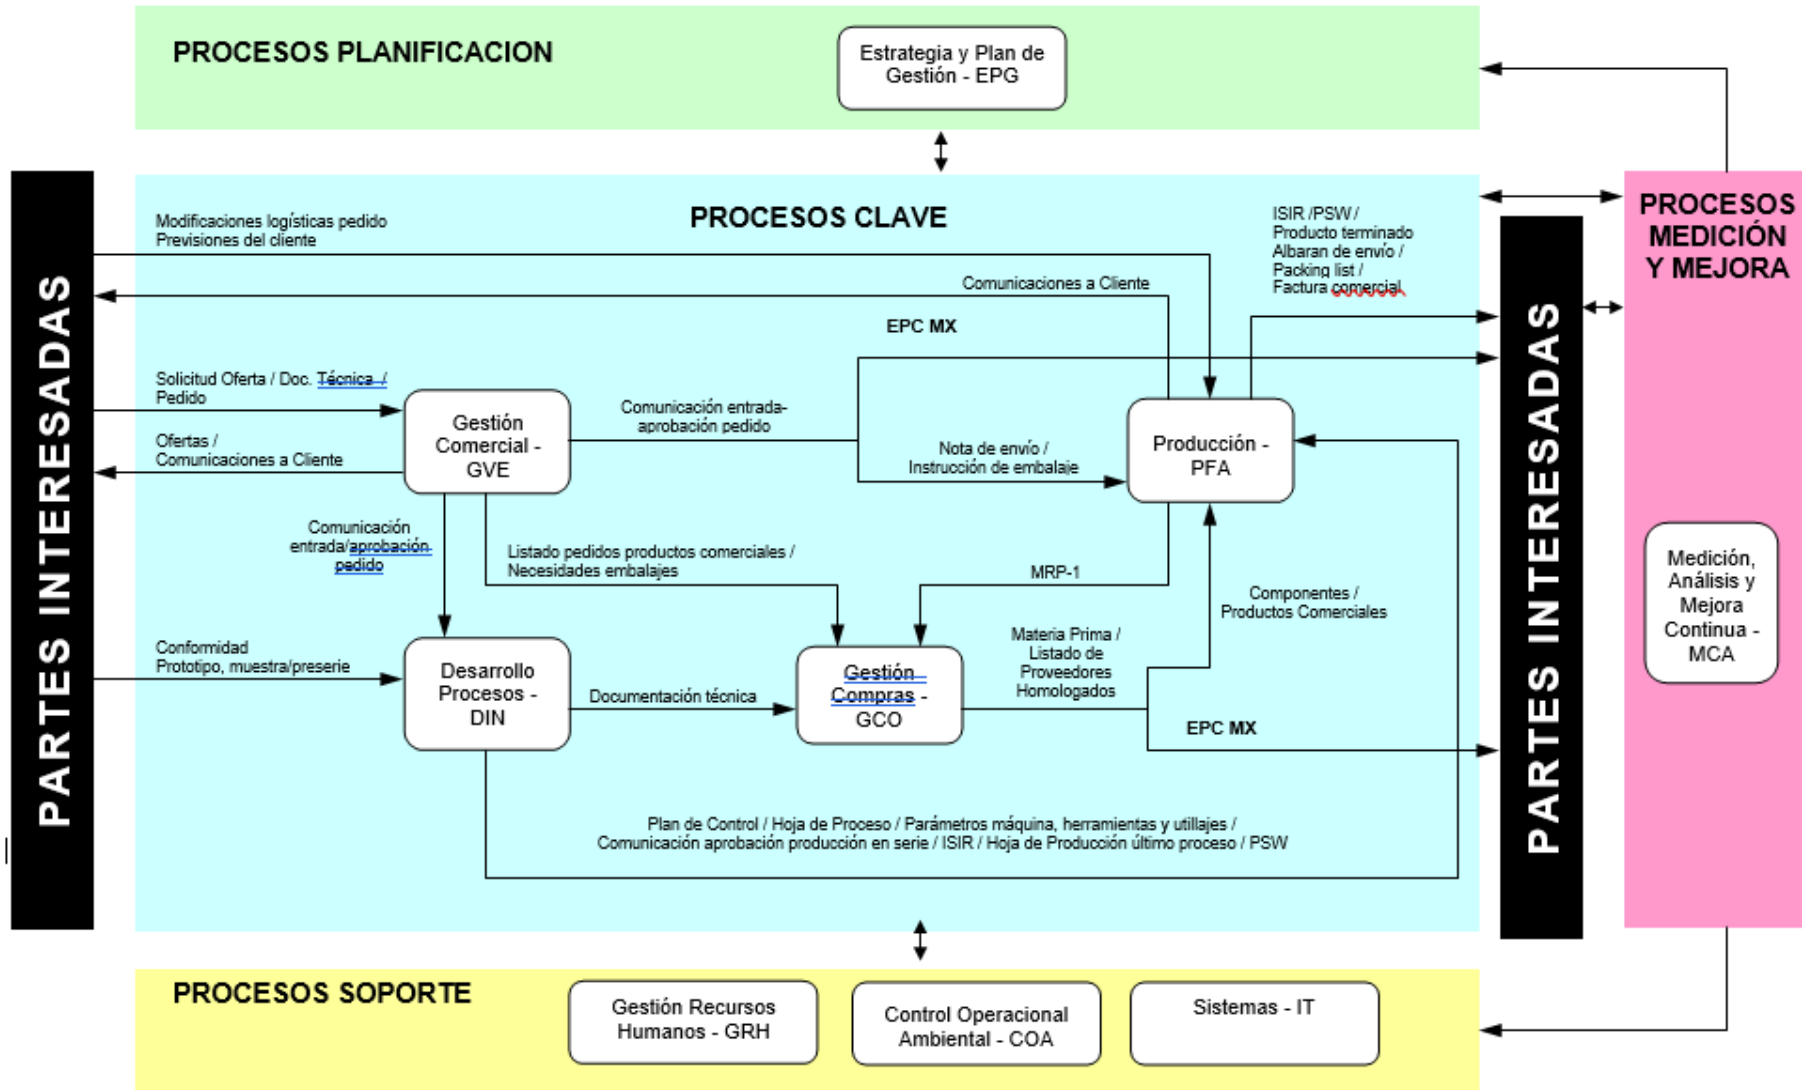 PROCESOS PLANIFICACION
Estrategia y Plan de
Gestión - EPG
PARTES INTERESADAS
PROCESOS CLAVE
Modificaciones logísticas pedido
Previsiones del cliente
Comunicaciones a Cliente
ISIR /PSW /
Producto terminado
Albaran de envío /
Packing list /
Factura comercial
EPC MX
Solicitud Oferta / Doc. Técnica /
Pedido
Ofertas /
Comunicaciones a Cliente
Gestión
Comercial -
GVE
Comunicación entrada-
aprobación pedido
Nota de envío /
Instrucción de embalaje
Producción -
PFA
Comunicación
entrada/aprobación
pedido
Listado pedidos productos comerciales /
Necesidades embalajes
MRP-1
Componentes /
Productos Comerciales
Conformidad
Prototipo, muestra/preserie
Desarrollo
Procesos -
DIN
Documentación técnica
Gestión
Compras -
GCO
Materia Prima /
Listado de
Proveedores
Homologados
EPC MX
Plan de Control / Hoja de Proceso / Parámetros máquina, herramientas y utillajes /
Comunicación aprobación producción en serie / ISIR / Hoja de Producción último proceso / PSW
PARTES INTERESADAS
PROCESOS
MEDICIÓN
Y MEJORA
Medición,
Análisis y
Mejora
Continua -
MCA
PROCESOS SOPORTE
Gestión Recursos
Humanos - GRH
Control Operacional
Ambiental - COA
Sistemas - IT